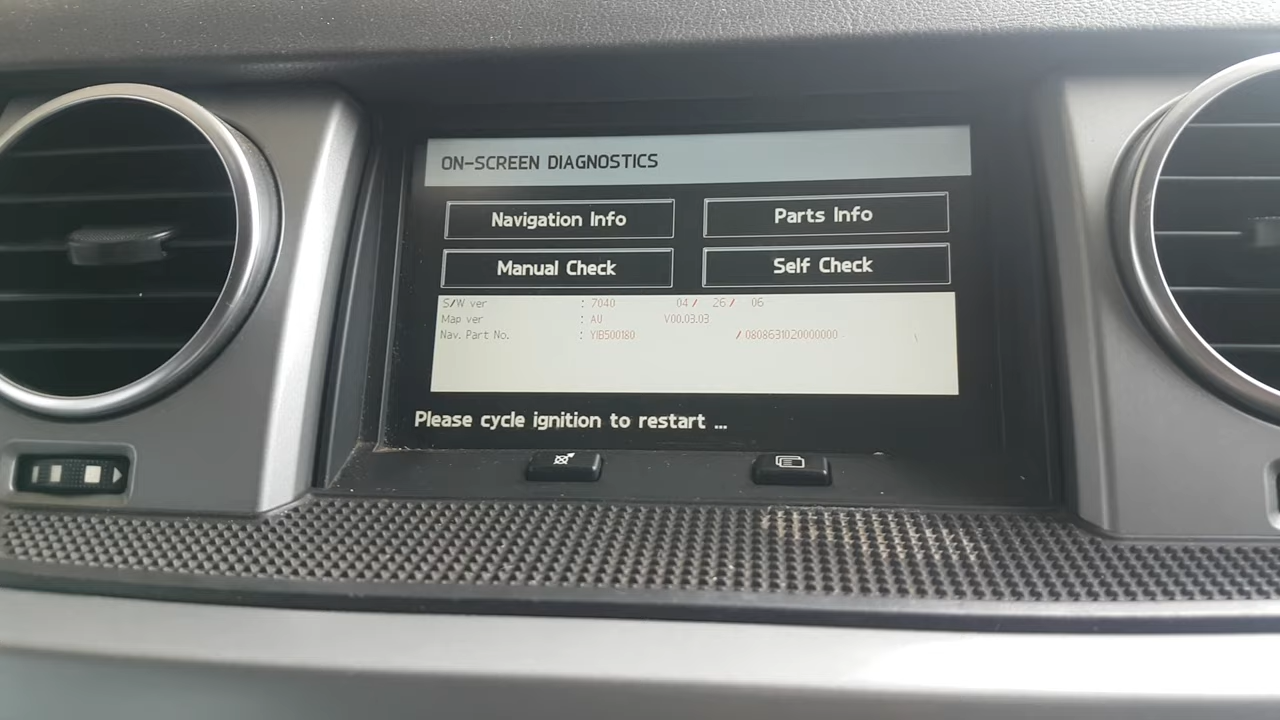 ON-SCREEN DIAGNOSTICS
Navigation Info Parts Info
Manual Check Self Check
S/W ver : 7040 04/ 26/ 06
Map ver : AU V00.03.03
Nav. Part No. : YIB500180 /0808631020000000
Please cycle ignition to restart ...